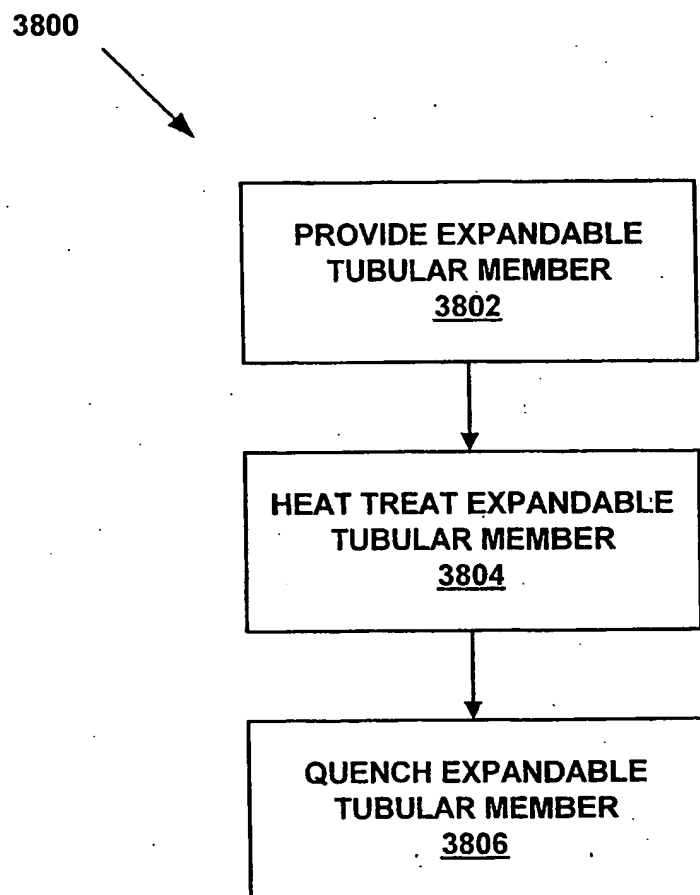 3800
PROVIDE EXPANDABLE
TUBULAR MEMBER
3802
HEAT TREAT EXPANDABLE
TUBULAR MEMBER
3804
QUENCH EXPANDABLE
TUBULAR MEMBER
3806